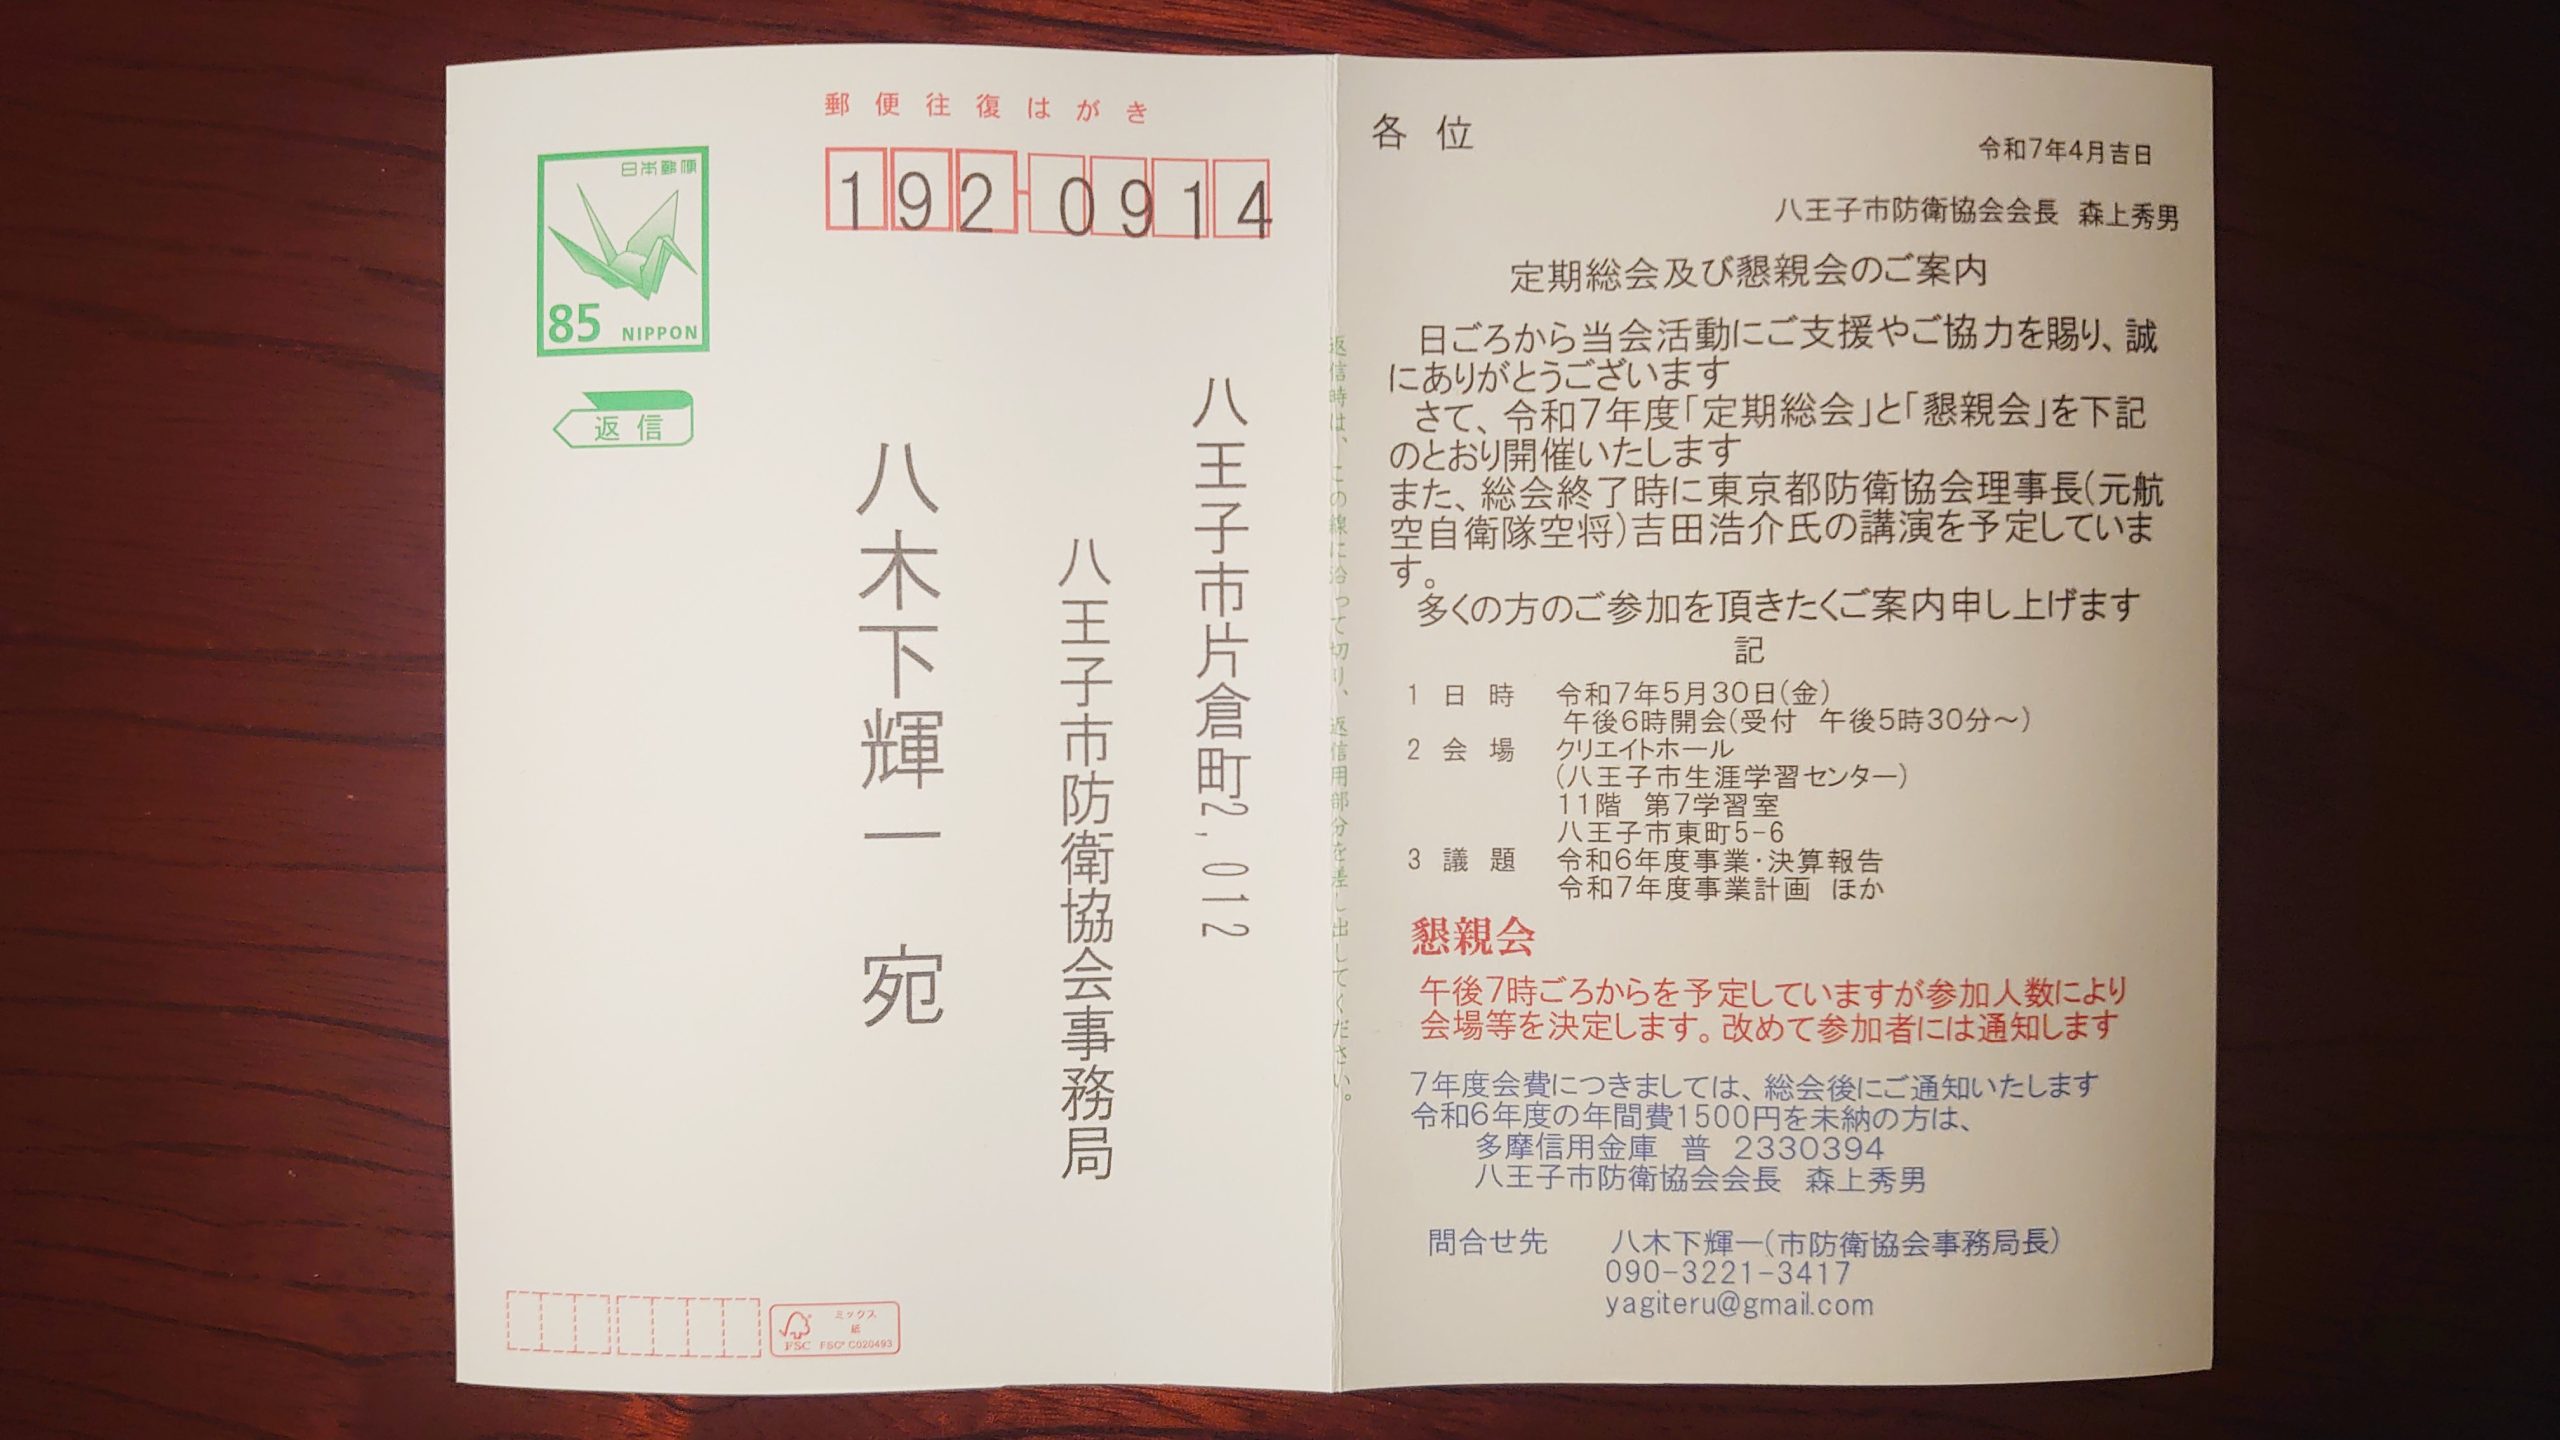 郵便往復はがき
日本郵便
85 NIPPON
返信
192-0914
八王子市片倉町2,012
八王子市防衛協会事務局
八木下輝一 宛
ミックス
紙
FSC FSC® C020493
返信時は、この線に沿って切り、返信用部分を差し出してください。
各 位
令和7年4月吉日
八王子市防衛協会会長 森上秀男
定期総会及び懇親会のご案内
日ごろから当会活動にご支援やご協力を賜り、誠
にありがとうございます
さて、令和7年度「定期総会」と「懇親会」を下記
のとおり開催いたします
また、総会終了時に東京都防衛協会理事長(元航
空自衛隊空将)吉田浩介氏の講演を予定していま
す。
多くの方のご参加を頂きたくご案内申し上げます
記
1 日 時 令和7年5月30日(金)
午後6時開会(受付 午後5時30分～)
2 会 場 クリエイトホール
(八王子市生涯学習センター)
11階 第7学習室
八王子市東町5-6
3 議 題 令和6年度事業・決算報告
令和7年度事業計画 ほか
懇親会
午後7時ごろからを予定していますが参加人数により
会場等を決定します。改めて参加者には通知します
7年度会費につきましては、総会後にご通知いたします
令和6年度の年間費1500円を未納の方は、
多摩信用金庫 普 2330394
八王子市防衛協会会長 森上秀男
問合せ先 八木下輝一(市防衛協会事務局長)
090-3221-3417
yagiteru@gmail.com